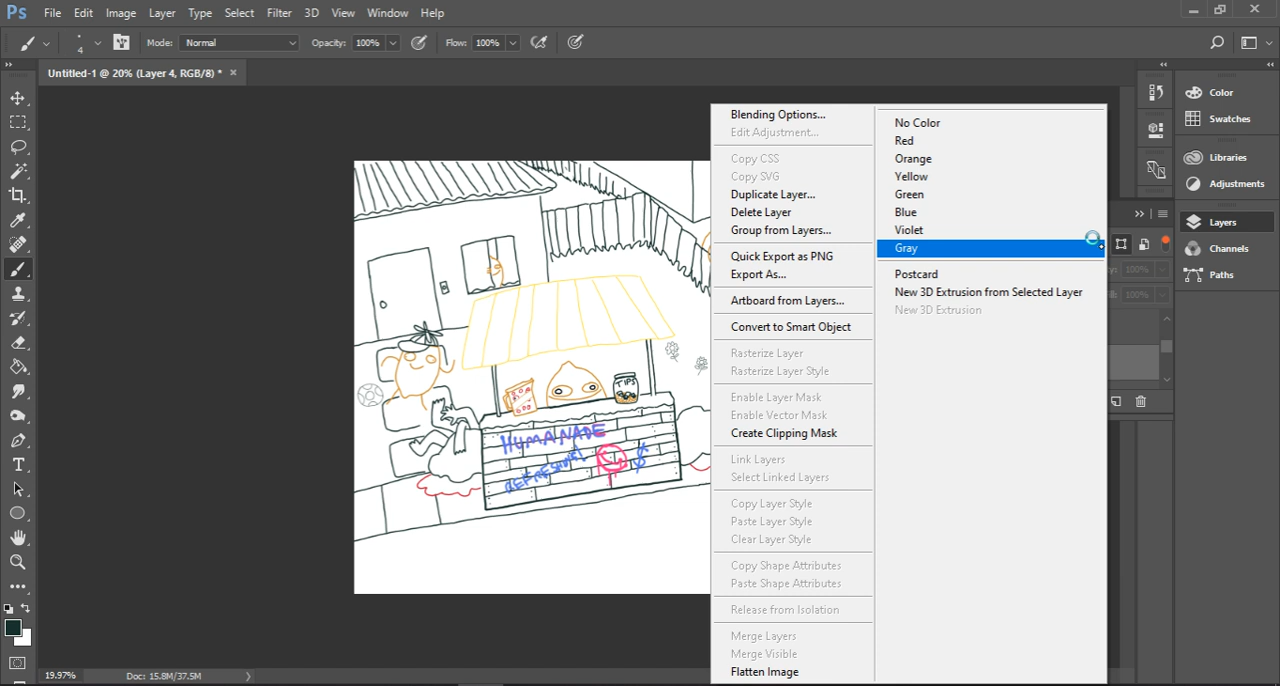 Ps File Edit Image Layer Type Select Filter 3D View Window Help
4 Mode: Normal Opacity: 100% Flow: 100%
Untitled-1 @ 20% (Layer 4, RGB/8) * ×
Blending Options...
Edit Adjustment...
Copy CSS
Copy SVG
Duplicate Layer...
Delete Layer
Group from Layers...
Quick Export as PNG
Export As...
Artboard from Layers...
Convert to Smart Object
Rasterize Layer
Rasterize Layer Style
Enable Layer Mask
Enable Vector Mask
Create Clipping Mask
Link Layers
Select Linked Layers
Copy Layer Style
Paste Layer Style
Clear Layer Style
Copy Shape Attributes
Paste Shape Attributes
Release from Isolation
Merge Layers
Merge Visible
Flatten Image
No Color
Red
Orange
Yellow
Green
Blue
Violet
Gray
Postcard
New 3D Extrusion from Selected Layer
New 3D Extrusion
Color
Swatches
Libraries
Adjustments
Layers
Channels
Paths
100%
100%
TIPS
HUMANADE
REFRESHING!
$
19.97% Doc: 15.8M/37.5M